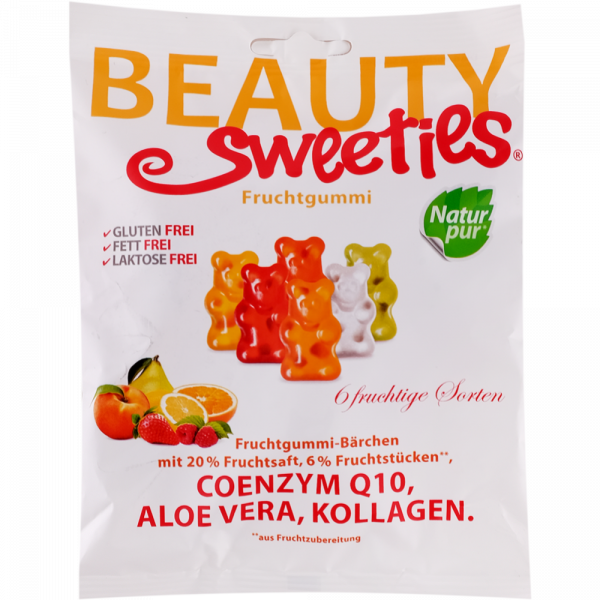 BEAUTY
Sweeties®
Fruchtgummi
Natur
pur®
✓GLUTEN FREI
✓FETT FREI
✓LAKTOSE FREI
6 fruchtige Sorten
Fruchtgummi-Bärchen
mit 20% Fruchtsaft, 6% Fruchtstücken**,
COENZYM Q10,
ALOE VERA, KOLLAGEN.
**aus Fruchtzubereitung